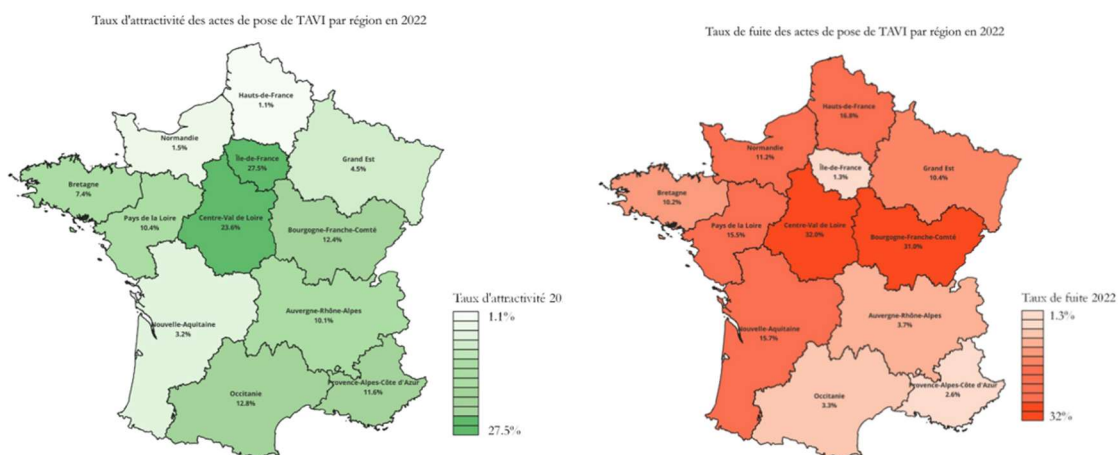 Taux d'attractivité des actes de pose de TAVI par région en 2022
Hauts-de-France
1.1%
Normandie
1.5%
Île-de-France
27.5%
Grand Est
4.5%
Bretagne
7.4%
Pays de la Loire
10.4%
Centre-Val de Loire
23.6%
Bourgogne-Franche-Comté
12.4%
Nouvelle-Aquitaine
3.2%
Auvergne-Rhône-Alpes
10.1%
Occitanie
12.8%
Provence-Alpes-Côte d'Azur
11.6%
Taux d'attractivité 20
1.1%
27.5%
Taux de fuite des actes de pose de TAVI par région en 2022
Hauts-de-France
16.8%
Normandie
11.2%
Île-de-France
1.3%
Grand Est
10.4%
Bretagne
10.2%
Pays de la Loire
15.5%
Centre-Val de Loire
32.0%
Bourgogne-Franche-Comté
31.0%
Nouvelle-Aquitaine
15.7%
Auvergne-Rhône-Alpes
3.7%
Occitanie
3.3%
Provence-Alpes-Côte d'Azur
2.6%
Taux de fuite 2022
1.3%
32%